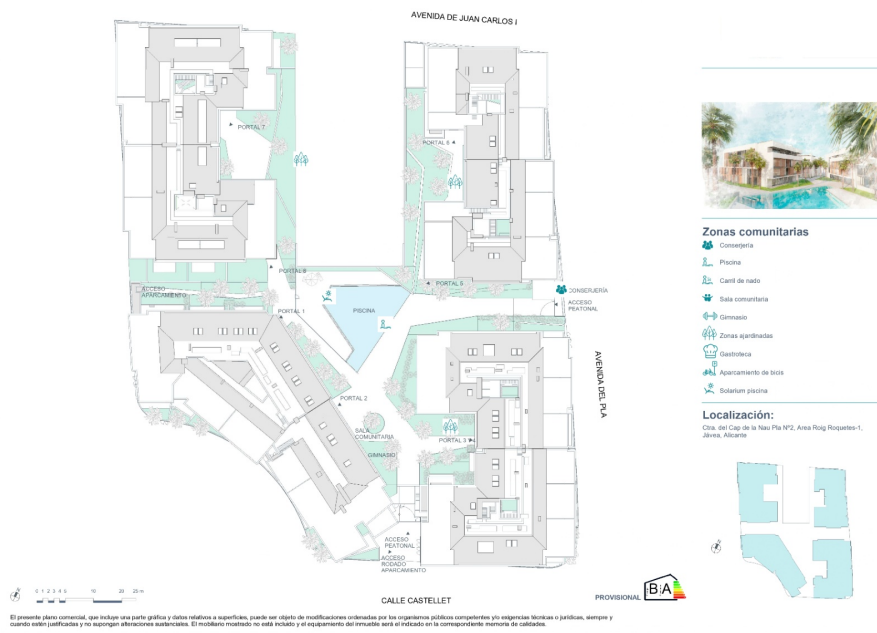 AVENIDA DE JUAN CARLOS I
PORTAL 7
PORTAL 6
PORTAL 5
ACCESO
APARCAMIENTO
PORTAL 1
PISCINA
CONSERJERÍA
ACCESO
PEATONAL
AVENIDA DEL PLA
PORTAL 2
SALA
COMUNITARIA
PORTAL 3
GIMNASIO
ACCESO
PEATONAL
ACCESO
RODADO
APARCAMIENTO
CALLE CASTELLET
0 1 2 3 4 5 10 20 25 m
Zonas comunitarias
Conserjería
Piscina
Carril de nado
Sala comunitaria
Gimnasio
Zonas ajardinadas
Gastroteca
Aparcamiento de bicis
Solarium piscina
Localización:
Ctra. del Cap de la Nau Pla Nº2, Area Roig Roquetes-1,
Jávea, Alicante
PROVISIONAL
B A
El presente plano comercial, que incluye una parte gráfica y datos relativos a superficies, puede ser objeto de modificaciones ordenadas por los organismos públicos competentes y/o exigencias técnicas o jurídicas, siempre y
cuando estén justificadas y no supongan alteraciones sustanciales. El mobiliario mostrado no está incluido y el equipamiento del inmueble será el indicado en la correspondiente memoria de calidades.